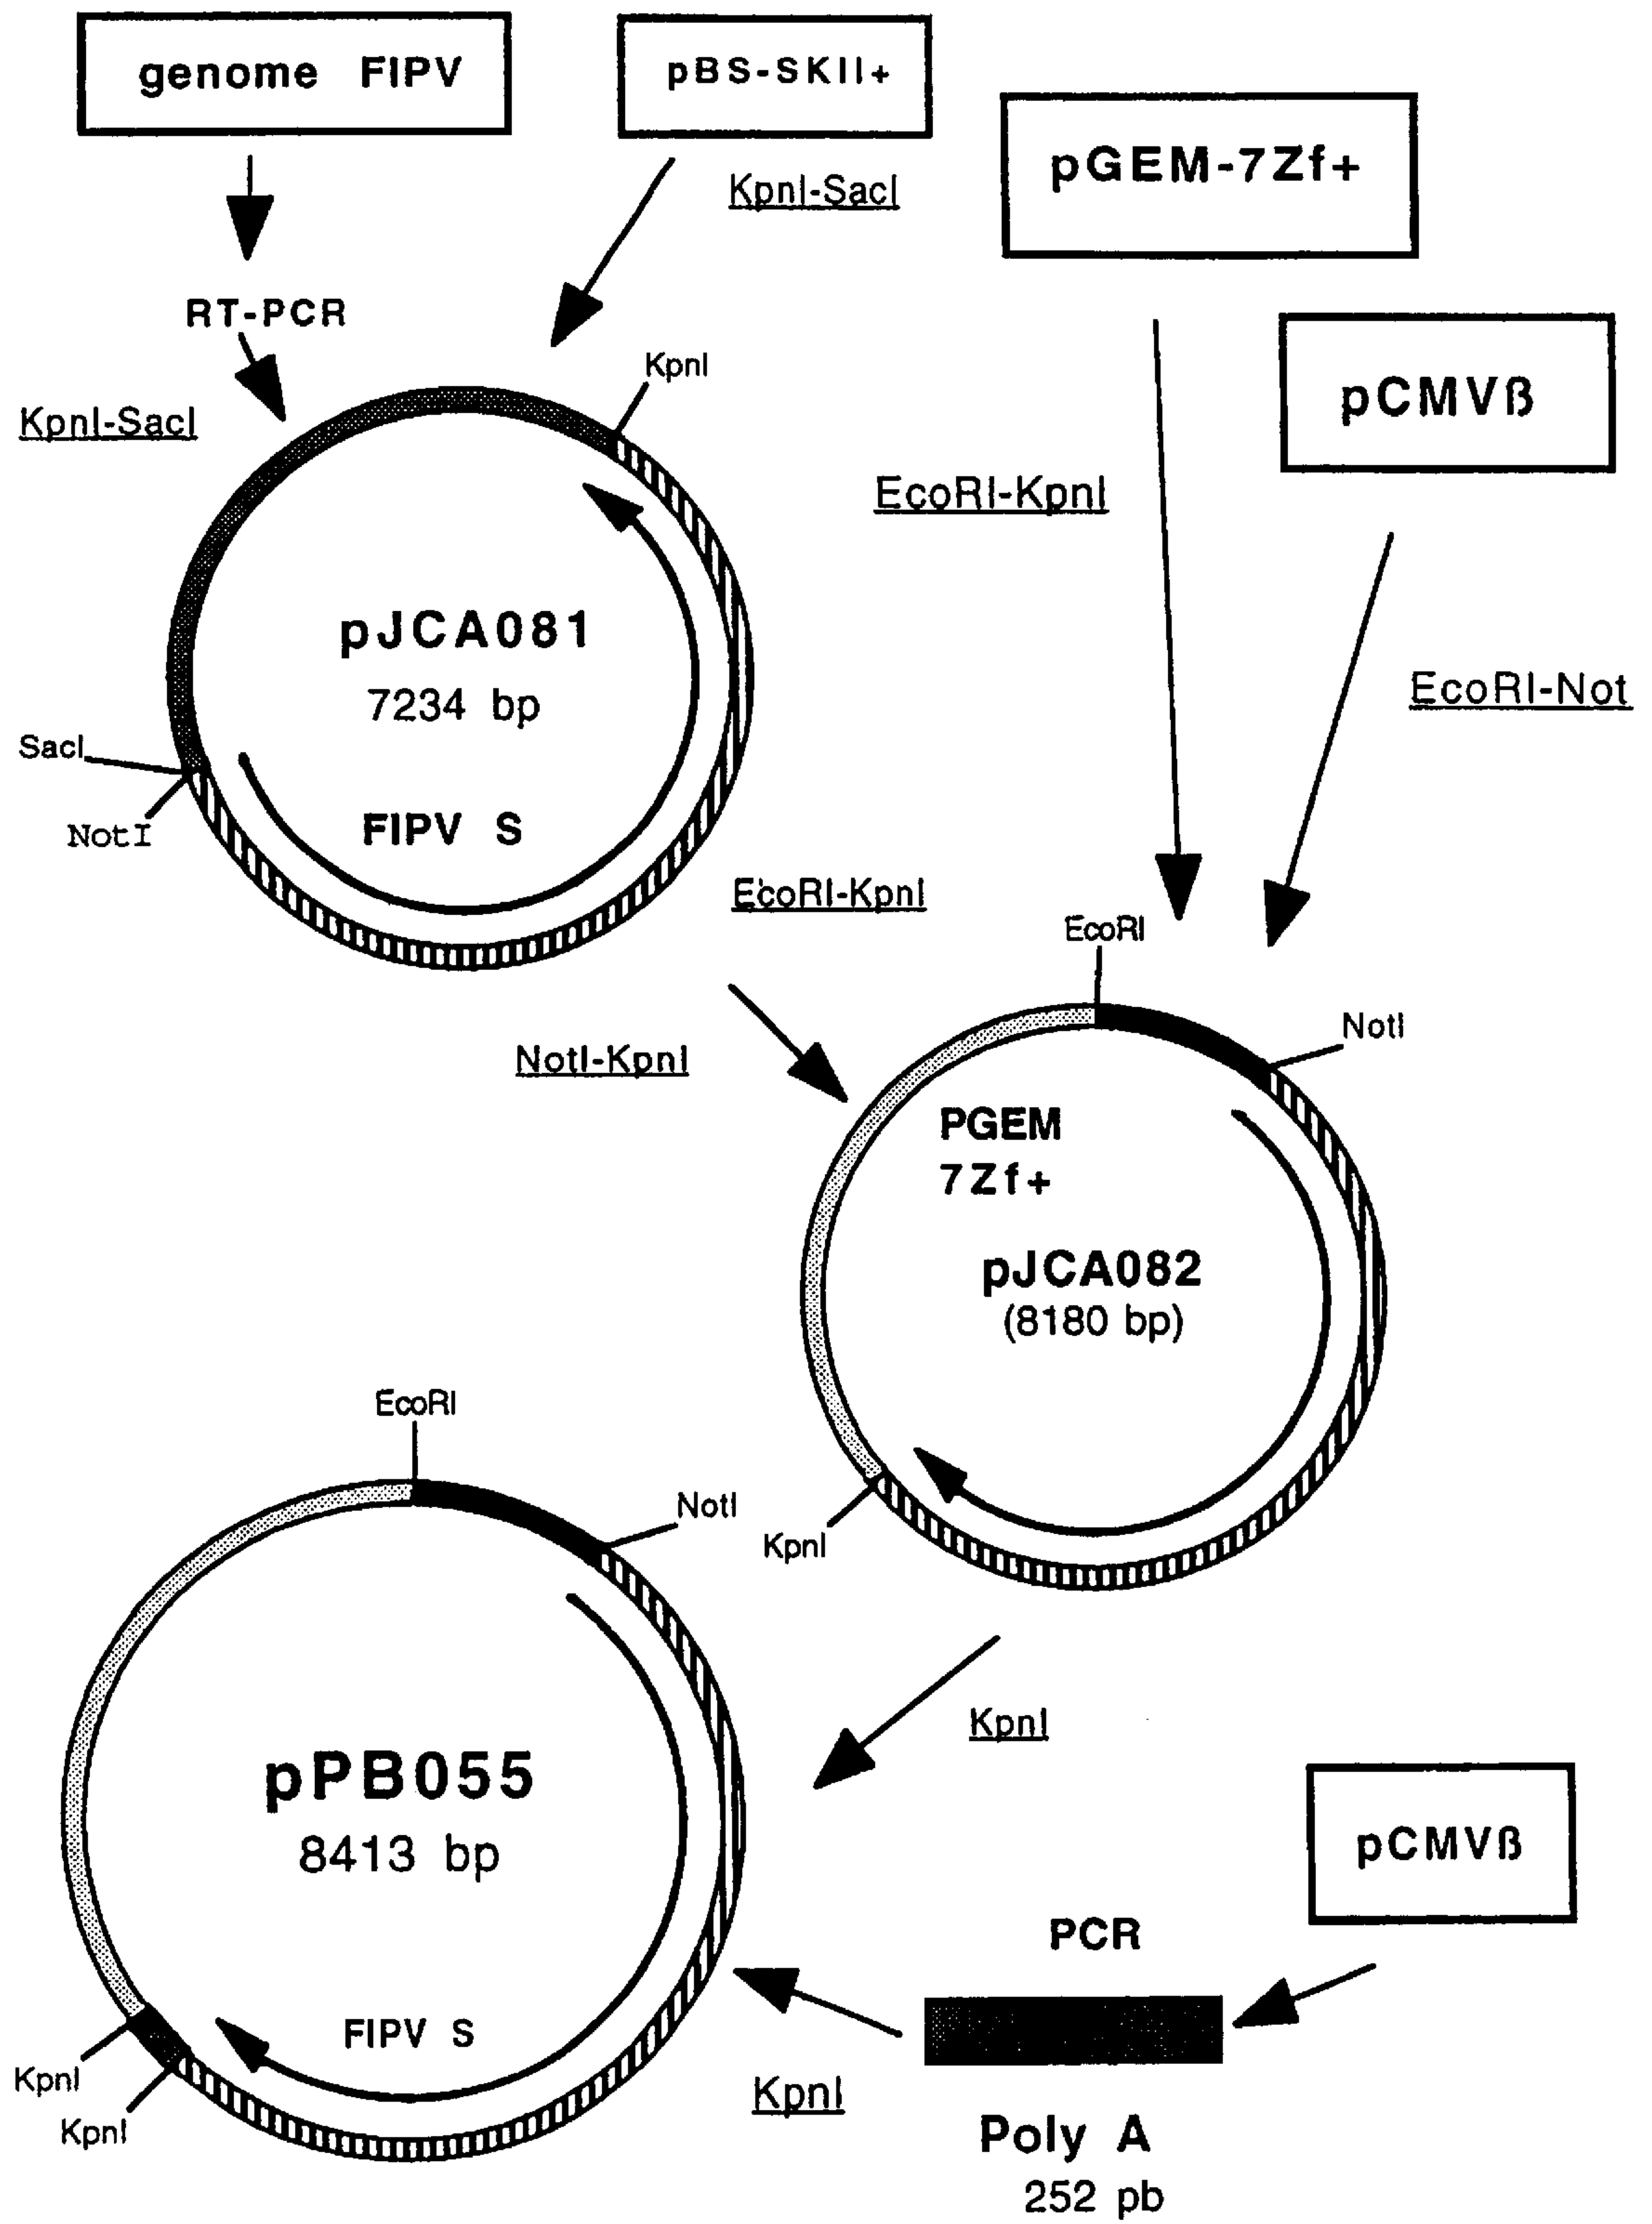 genome FIPV
pBS-SKII+
pGEM-7Zf+
KpnI-SacI
RT-PCR
pCMVß
KpnI
KpnI-SacI
EcoRI-KpnI
pJCA081
7234 bp
EcoRI-Not
SacI
NotI
FIPV S
EcoRI-KpnI
EcoRI
NotI
NotI-KpnI
PGEM
7Zf+
pJCA082
(8180 bp)
EcoRI
NotI
KpnI
KpnI
pPB055
8413 bp
pCMVß
PCR
FIPV S
KpnI
KpnI
KpnI
Poly A
252 pb